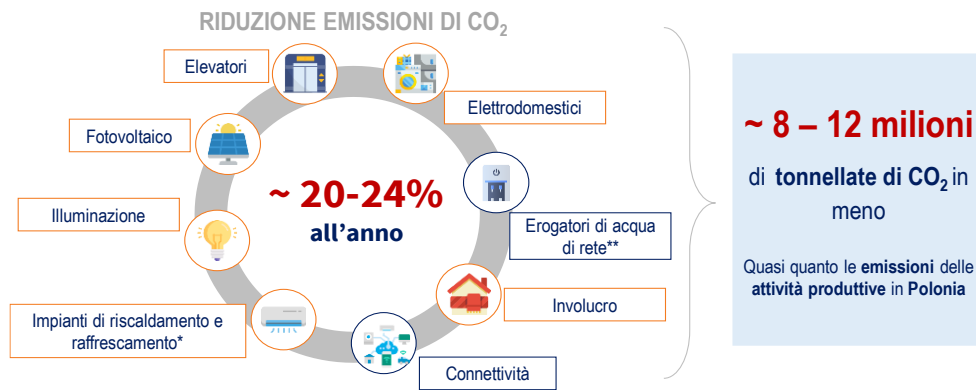 RIDUZIONE EMISSIONI DI CO₂
Elevatori
Elettrodomestici
Fotovoltaico
Illuminazione
~ 20-24%
all'anno
Erogatori di acqua
di rete**
Involucro
Impianti di riscaldamento e
raffrescamento*
Connettività
~ 8 – 12 milioni
di tonnellate di CO₂ in
meno
Quasi quanto le emissioni delle
attività produttive in Polonia